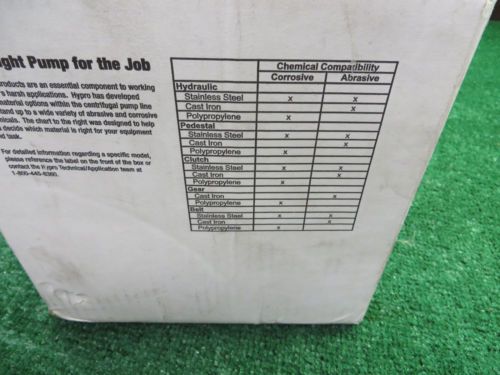 ght Pump for the Job
roducts are an essential component to working
s harsh applications. Hypro has developed
material options within the centrifugal pump line
tand up to a wide variety of abrasive and corrosive
micals. The chart to the right was designed to help
decide which material is right for your equipment
d task.
For detailed information regarding a specific model,
please reference the label on the front of the box or
contact the Hypro Technical/Application team at
1-800-445-8360.
Chemical Compatibility
Corrosive Abrasive
Hydraulic
Stainless Steel x x
Cast Iron x
Polypropylene x
Pedestal
Stainless Steel x x
Cast Iron x
Polypropylene x
Clutch
Stainless Steel x x
Cast Iron x
Polypropylene x
Gear
Cast Iron x
Polypropylene x
Belt
Stainless Steel x x
Cast Iron x
Polypropylene x